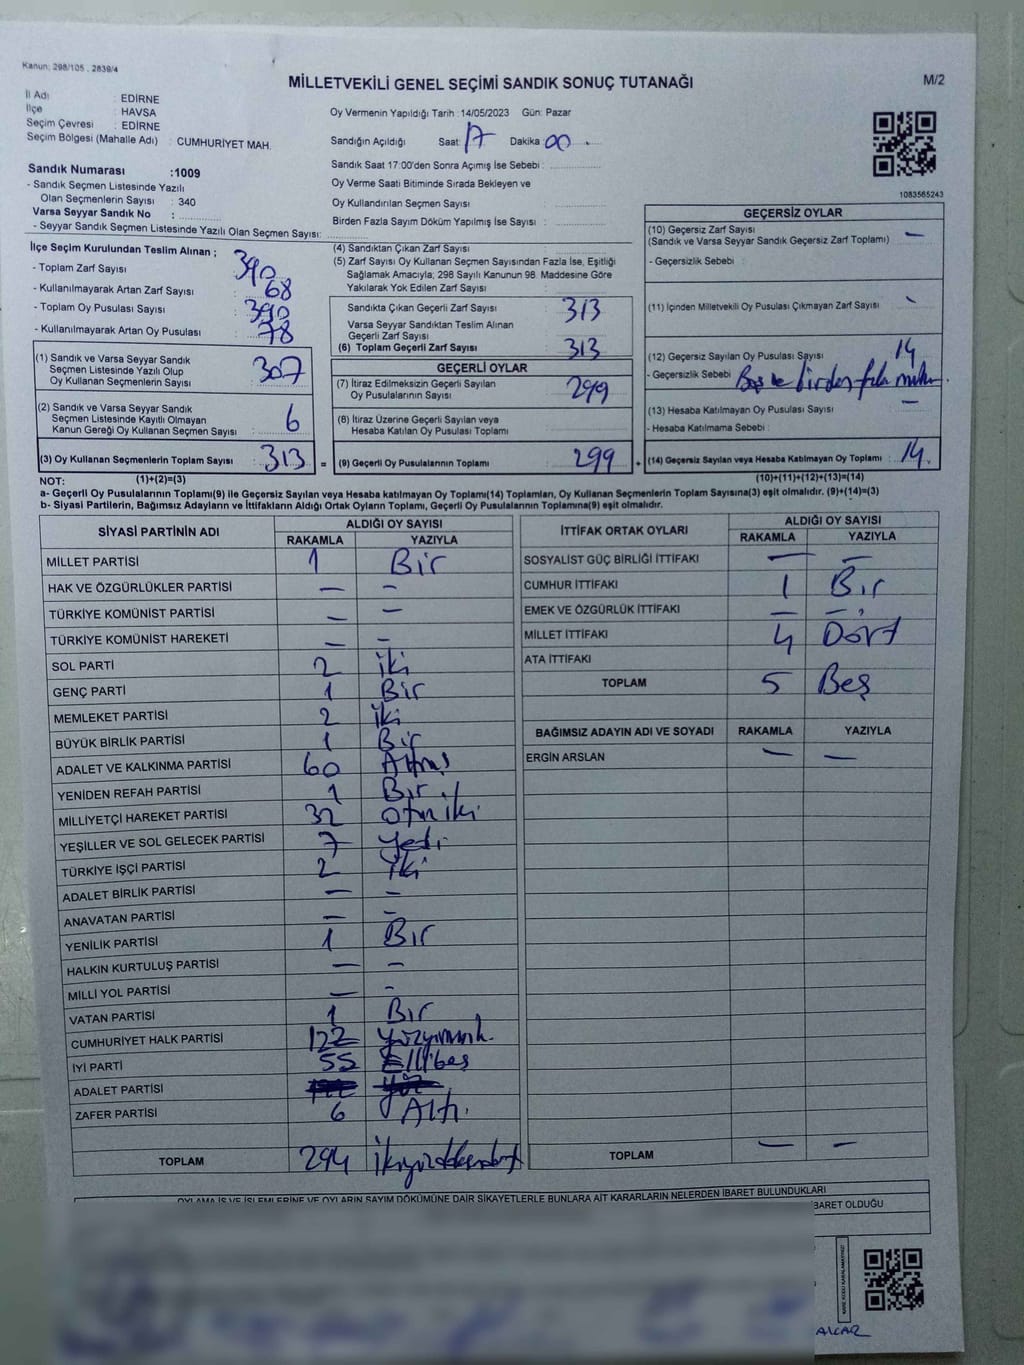 Kanun: 298/105 . 2839/4
MİLLETVEKİLİ GENEL SEÇİMİ SANDIK SONUÇ TUTANAĞI
M/2
İl Adı : EDİRNE
İlçe : HAVSA
Seçim Çevresi : EDİRNE
Seçim Bölgesi (Mahalle Adı) : CUMHURİYET MAH.
Sandık Numarası :1009
- Sandık Seçmen Listesinde Yazılı
Olan Seçmenlerin Sayısı : 340
Varsa Seyyar Sandık No :
- Seyyar Sandık Seçmen Listesinde Yazılı Olan Seçmen Sayısı:
Oy Vermenin Yapıldığı Tarih :14/05/2023 Gün: Pazar
Sandığın Açıldığı Saat: 17 Dakika: 00
Sandık Saat 17:00'den Sonra Açımış İse Sebebi :
Oy Verme Saati Bitiminde Sırada Bekleyen ve
Oy Kullandırılan Seçmen Sayısı :
Birden Fazla Sayım Döküm Yapılmış İse Sayısı :
1083565243
İlçe Seçim Kurulundan Teslim Alınan ;
- Toplam Zarf Sayısı : 390
- Kullanılmayarak Artan Zarf Sayısı : 68
- Toplam Oy Pusulası Sayısı : 390
- Kullanılmayarak Artan Oy Pusulası : 78
(1) Sandık ve Varsa Seyyar Sandık
Seçmen Listesinde Yazılı Olup
Oy Kullanan Seçmenlerin Sayısı : 307
(2) Sandık ve Varsa Seyyar Sandık
Seçmen Listesinde Kayıtlı Olmayan
Kanun Gereği Oy Kullanan Seçmen Sayısı : 6
(3) Oy Kullanan Seçmenlerin Toplam Sayısı : 313 =
(4) Sandıktan Çıkan Zarf Sayısı :
(5) Zarf Sayısı Oy Kullanan Seçmen Sayısından Fazla İse, Eşitliği
Sağlamak Amacıyla; 298 Sayılı Kanunun 98. Maddesine Göre
Yakılarak Yok Edilen Zarf Sayısı :
Sandıkta Çıkan Geçerli Zarf Sayısı : 313
Varsa Seyyar Sandıktan Teslim Alınan
Geçerli Zarf Sayısı :
(6) Toplam Geçerli Zarf Sayısı : 313
GEÇERLİ OYLAR
(7) İtiraz Edilmeksizin Geçerli Sayılan
Oy Pusulalarının Sayısı : 299
(8) İtiraz Üzerine Geçerli Sayılan veya
Hesaba Katılan Oy Pusulası Toplamı :
(9) Geçerli Oy Pusulalarının Toplamı : 299 +
GEÇERSİZ OYLAR
(10) Geçersiz Zarf Sayısı
(Sandık ve Varsa Seyyar Sandık Geçersiz Zarf Toplamı) : —
- Geçersizlik Sebebi :
(11) İçinden Milletvekili Oy Pusulası Çıkmayan Zarf Sayısı : -
(12) Geçersiz Sayılan Oy Pusulası Sayısı : 14
- Geçersizlik Sebebi : Boş ve birden fazla mühür
(13) Hesaba Katılmayan Oy Pusulası Sayısı : —
- Hesaba Katılmama Sebebi :
(14) Geçersiz Sayılan veya Hesaba Katılmayan Oy Toplamı : 14
NOT: (1)+(2)=(3) (10)+(11)+(12)+(13)=(14)
a- Geçerli Oy Pusulalarının Toplamı(9) ile Geçersiz Sayılan veya Hesaba katılmayan Oy Toplamı(14) Toplamları, Oy Kullanan Seçmenlerin Toplam Sayısına(3) eşit olmalıdır. (9)+(14)=(3)
b- Siyasi Partilerin, Bağımsız Adayların ve İttifakların Aldığı Ortak Oyların Toplamı, Geçerli Oy Pusulalarının Toplamına(9) eşit olmalıdır.
SİYASİ PARTİNİN ADI ALDIĞI OY SAYISI
RAKAMLA YAZIYLA
MİLLET PARTİSİ 1 Bir
HAK VE ÖZGÜRLÜKLER PARTİSİ — —
TÜRKİYE KOMÜNİST PARTİSİ — —
TÜRKİYE KOMÜNİST HAREKETİ — —
SOL PARTİ 2 iki
GENÇ PARTİ 1 Bir
MEMLEKET PARTİSİ 2 iki
BÜYÜK BİRLİK PARTİSİ 1 Bir
ADALET VE KALKINMA PARTİSİ 60 Altmış
YENİDEN REFAH PARTİSİ 1 Bir
MİLLİYETÇİ HAREKET PARTİSİ 32 otuziki
YEŞİLLER VE SOL GELECEK PARTİSİ 7 yedi
TÜRKİYE İŞÇİ PARTİSİ 2 iki
ADALET BİRLİK PARTİSİ — —
ANAVATAN PARTİSİ — —
YENİLİK PARTİSİ 1 Bir
HALKIN KURTULUŞ PARTİSİ — —
MİLLİ YOL PARTİSİ — —
VATAN PARTİSİ 1 Bir
CUMHURİYET HALK PARTİSİ 122 yüzyirmiik
İYİ PARTİ 55 Ellibeş
ADALET PARTİSİ
ZAFER PARTİSİ 6 Altı
TOPLAM 294 ikiyüzdoksandört
İTTİFAK ORTAK OYLARI ALDIĞI OY SAYISI
RAKAMLA YAZIYLA
SOSYALİST GÜÇ BİRLİĞİ İTTİFAKI — —
CUMHUR İTTİFAKI 1 Bir
EMEK VE ÖZGÜRLÜK İTTİFAKI — —
MİLLET İTTİFAKI 4 Dört
ATA İTTİFAKI
TOPLAM 5 Beş
BAĞIMSIZ ADAYIN ADI VE SOYADI RAKAMLA YAZIYLA
ERGİN ARSLAN — —
TOPLAM — —
OYLAMA İŞ VE İŞLEMLERİNE VE OYLARIN SAYIM DÖKÜMÜNE DAİR ŞİKAYETLERLE BUNLARA AİT KARARLARIN NELERDEN İBARET BULUNDUKLARI
BARET OLDUĞU